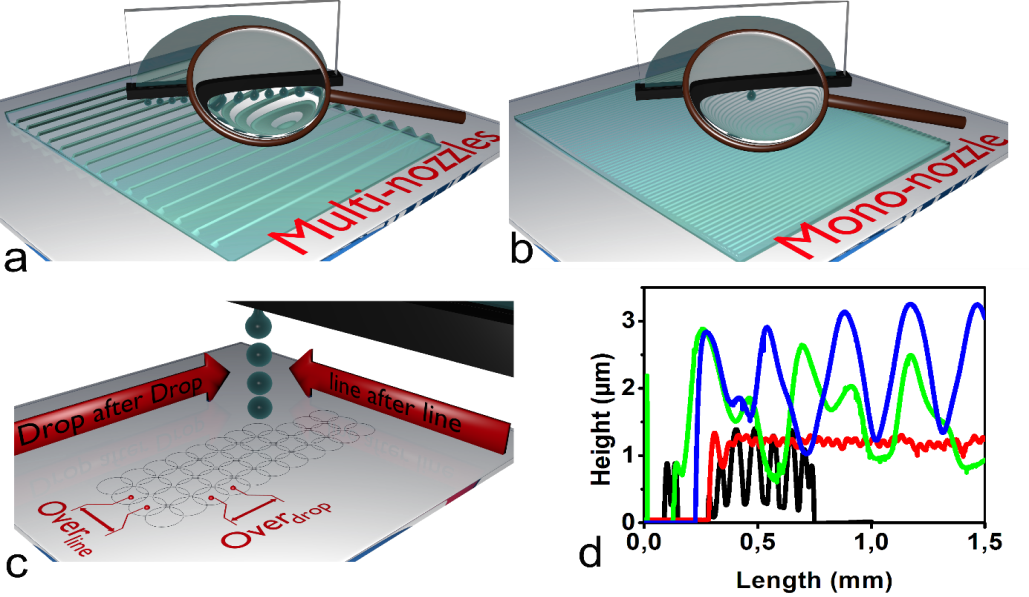 Multi-nozzles
a
Mono-nozzle
b
Drop after Drop
line after line
Over line
Over drop
c
Height (µm)
3
2
1
0
0,0
0,5
1,0
1,5
Length (mm)
d